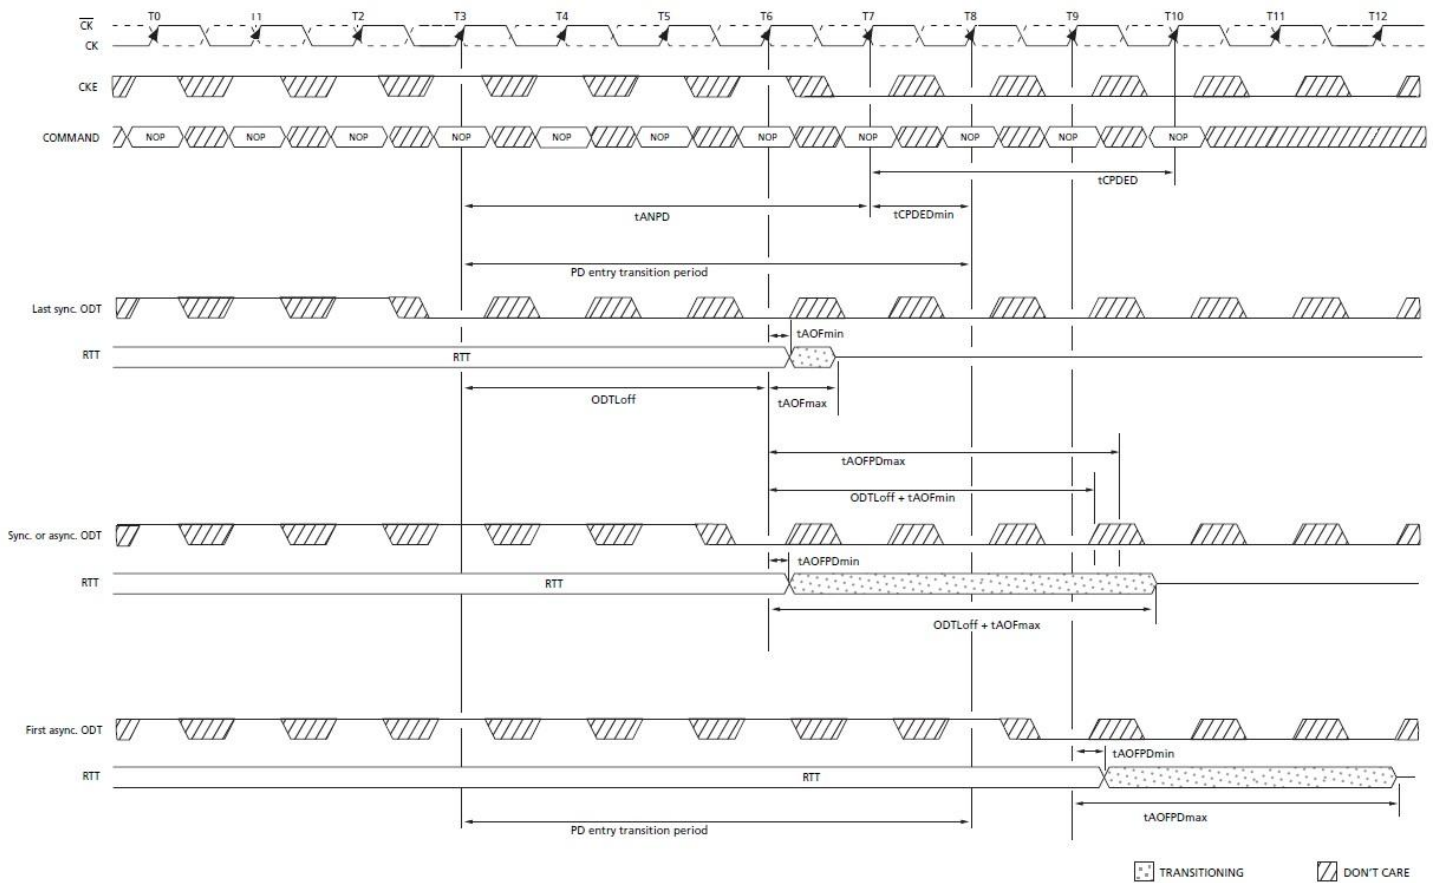 CK T0 T1 T2 T3 T4 T5 T6 T7 T8 T9 T10 T11 T12
CK
CKE
COMMAND NOP NOP NOP NOP NOP NOP NOP NOP NOP NOP NOP
tCPDED
tANPD tCPDEDmin
PD entry transition period
Last sync. ODT
tAOFmin
RTT RTT
ODTLoff tAOFmax
tAOFPDmax
ODTLoff + tAOFmin
Sync. or async. ODT
tAOFPDmin
RTT RTT
ODTLoff + tAOFmax
First async. ODT
tAOFPDmin
RTT RTT
tAOFPDmax
PD entry transition period
TRANSITIONING DON'T CARE